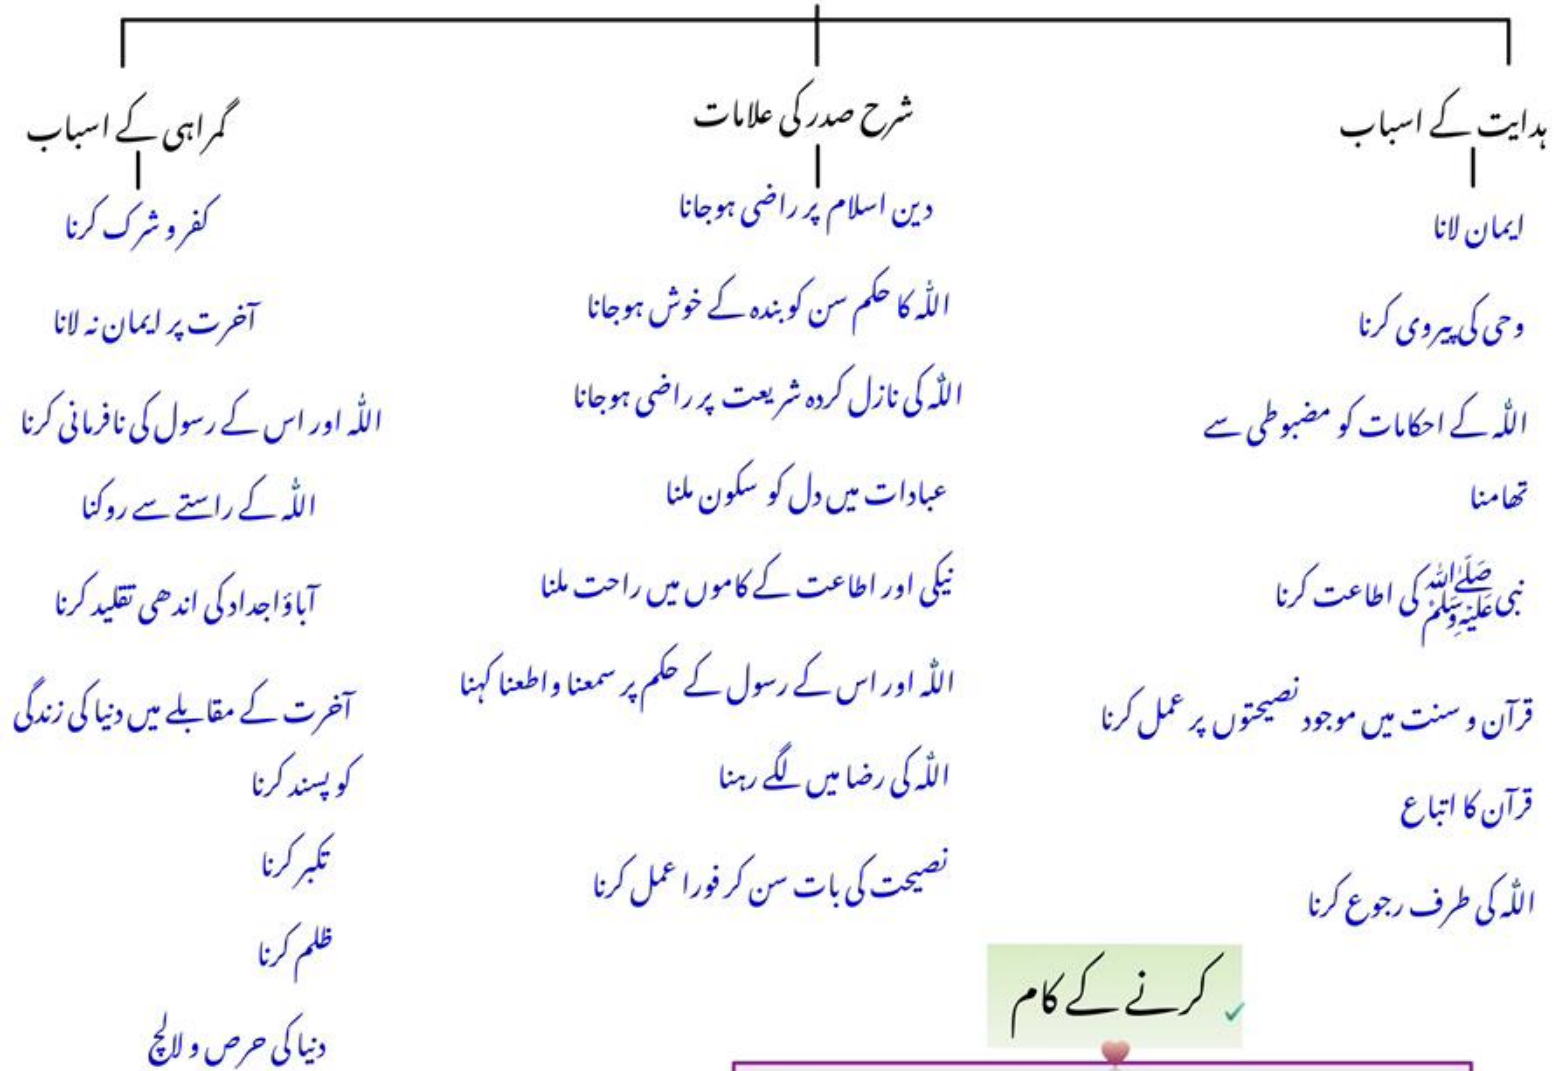 ہدایت کے اسباب
ایمان لانا
وحی کی پیروی کرنا
اللہ کے احکامات کو مضبوطی سے
تھامنا
نبی ﷺ کی اطاعت کرنا
قرآن و سنت میں موجود نصیحتوں پر عمل کرنا
قرآن کا اتباع
اللہ کی طرف رجوع کرنا
شرح صدر کی علامات
دین اسلام پر راضی ہوجانا
اللہ کا حکم سن کو بندہ کے خوش ہوجانا
اللہ کی نازل کردہ شریعت پر راضی ہوجانا
عبادات میں دل کو سکون ملنا
نیکی اور اطاعت کے کاموں میں راحت ملنا
اللہ اور اس کے رسول کے حکم پر سمعنا واطعنا کہنا
اللہ کی رضا میں لگے رہنا
نصیحت کی بات سن کر فورا عمل کرنا
گمراہی کے اسباب
کفر و شرک کرنا
آخرت پر ایمان نہ لانا
اللہ اور اس کے رسول کی نافرمانی کرنا
اللہ کے راستے سے روکنا
آباؤ اجداد کی اندھی تقلید کرنا
آخرت کے مقابلے میں دنیا کی زندگی
کو پسند کرنا
تکبر کرنا
ظلم کرنا
دنیا کی حرص و لالچ
کرنے کے کام